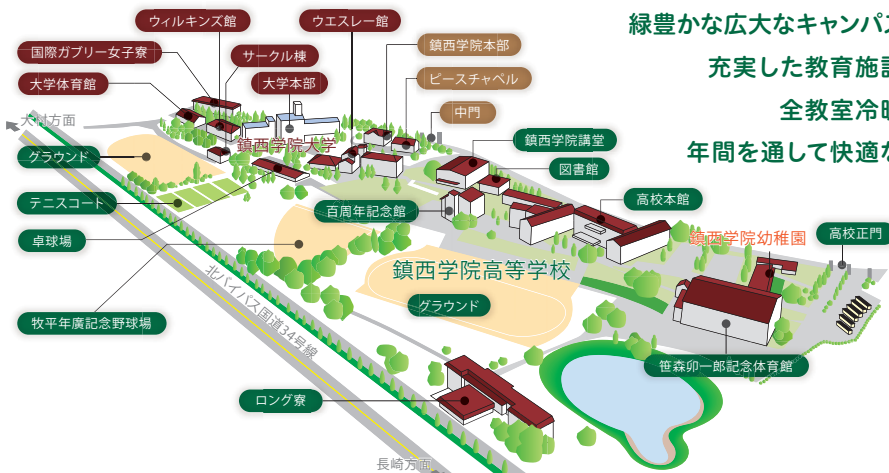 緑豊かな広大なキャンパス
充実した教育施設
全教室冷暖
年間を通して快適な
ウィルキンズ館
ウエスレー館
国際ガブリー女子寮
サークル棟
鎮西学院本部
大学体育館
大学本部
ピースチャペル
大村方面
中門
鎮西学院大学
鎮西学院講堂
グラウンド
図書館
テニスコート
百周年記念館
高校本館
卓球場
鎮西学院幼稚園
高校正門
鎮西学院高等学校
グラウンド
北バイパス国道34号線
牧平年廣記念野球場
笹森卯一郎記念体育館
ロング寮
長崎方面